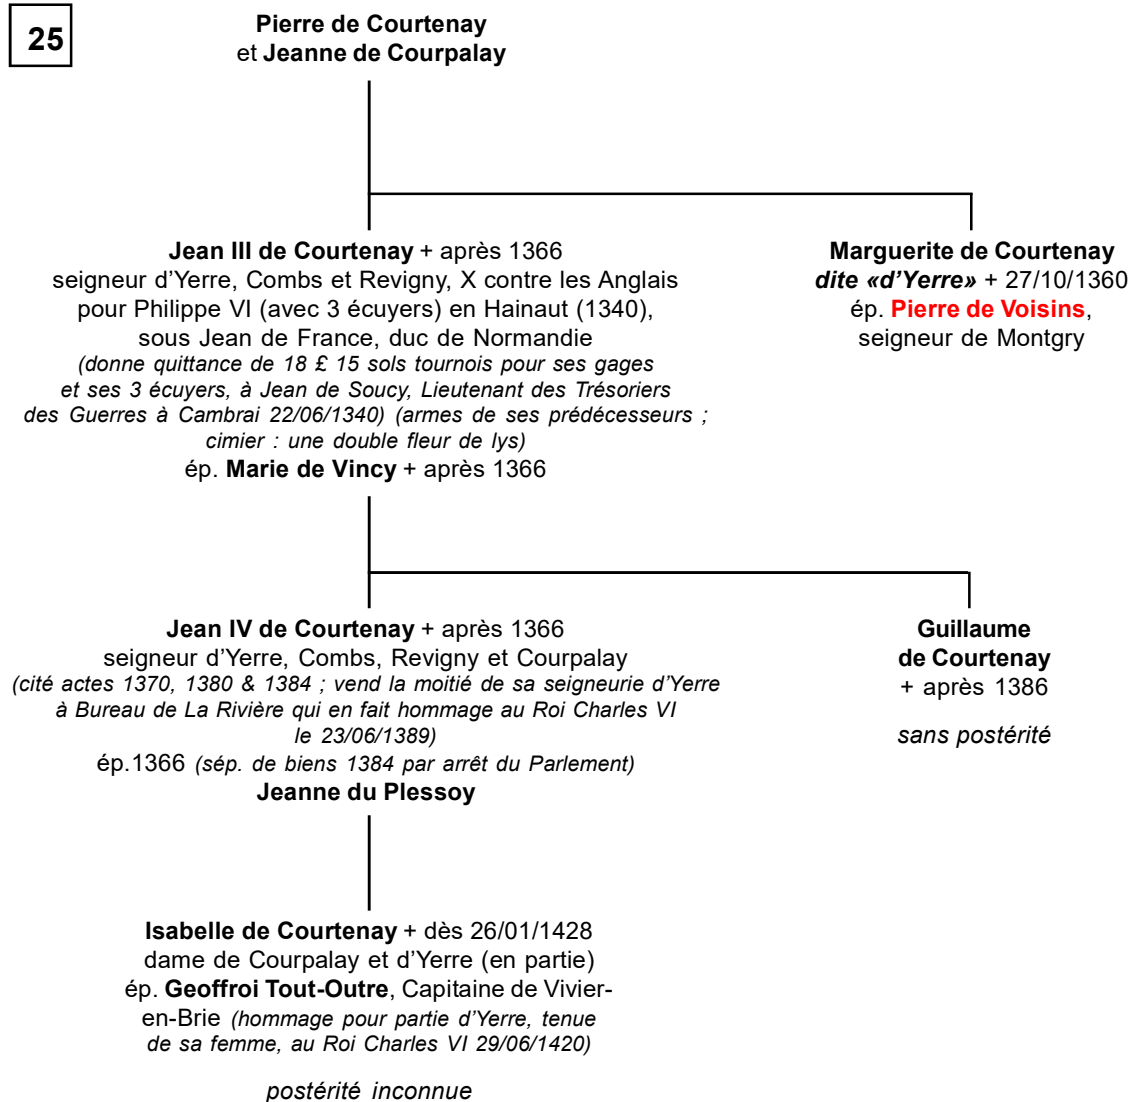 25
Pierre de Courtenay
et Jeanne de Courpalay
Jean III de Courtenay + après 1366
seigneur d'Yerre, Combs et Revigny, X contre les Anglais
pour Philippe VI (avec 3 écuyers) en Hainaut (1340),
sous Jean de France, duc de Normandie
(donne quittance de 18 £ 15 sols tournois pour ses gages
et ses 3 écuyers, à Jean de Soucy, Lieutenant des Trésoriers
des Guerres à Cambrai 22/06/1340) (armes de ses prédécesseurs ;
cimier : une double fleur de lys)
ép. Marie de Vincy + après 1366
Marguerite de Courtenay
dite «d'Yerre» + 27/10/1360
ép. Pierre de Voisins,
seigneur de Montgry
Jean IV de Courtenay + après 1366
seigneur d'Yerre, Combs, Revigny et Courpalay
(cité actes 1370, 1380 & 1384 ; vend la moitié de sa seigneurie d'Yerre
à Bureau de La Rivière qui en fait hommage au Roi Charles VI
le 23/06/1389)
ép.1366 (sép. de biens 1384 par arrêt du Parlement)
Jeanne du Plessoy
Guillaume
de Courtenay
+ après 1386
sans postérité
Isabelle de Courtenay + dès 26/01/1428
dame de Courpalay et d'Yerre (en partie)
ép. Geoffroi Tout-Outre, Capitaine de Vivier-
en-Brie (hommage pour partie d'Yerre, tenue
de sa femme, au Roi Charles VI 29/06/1420)
postérité inconnue